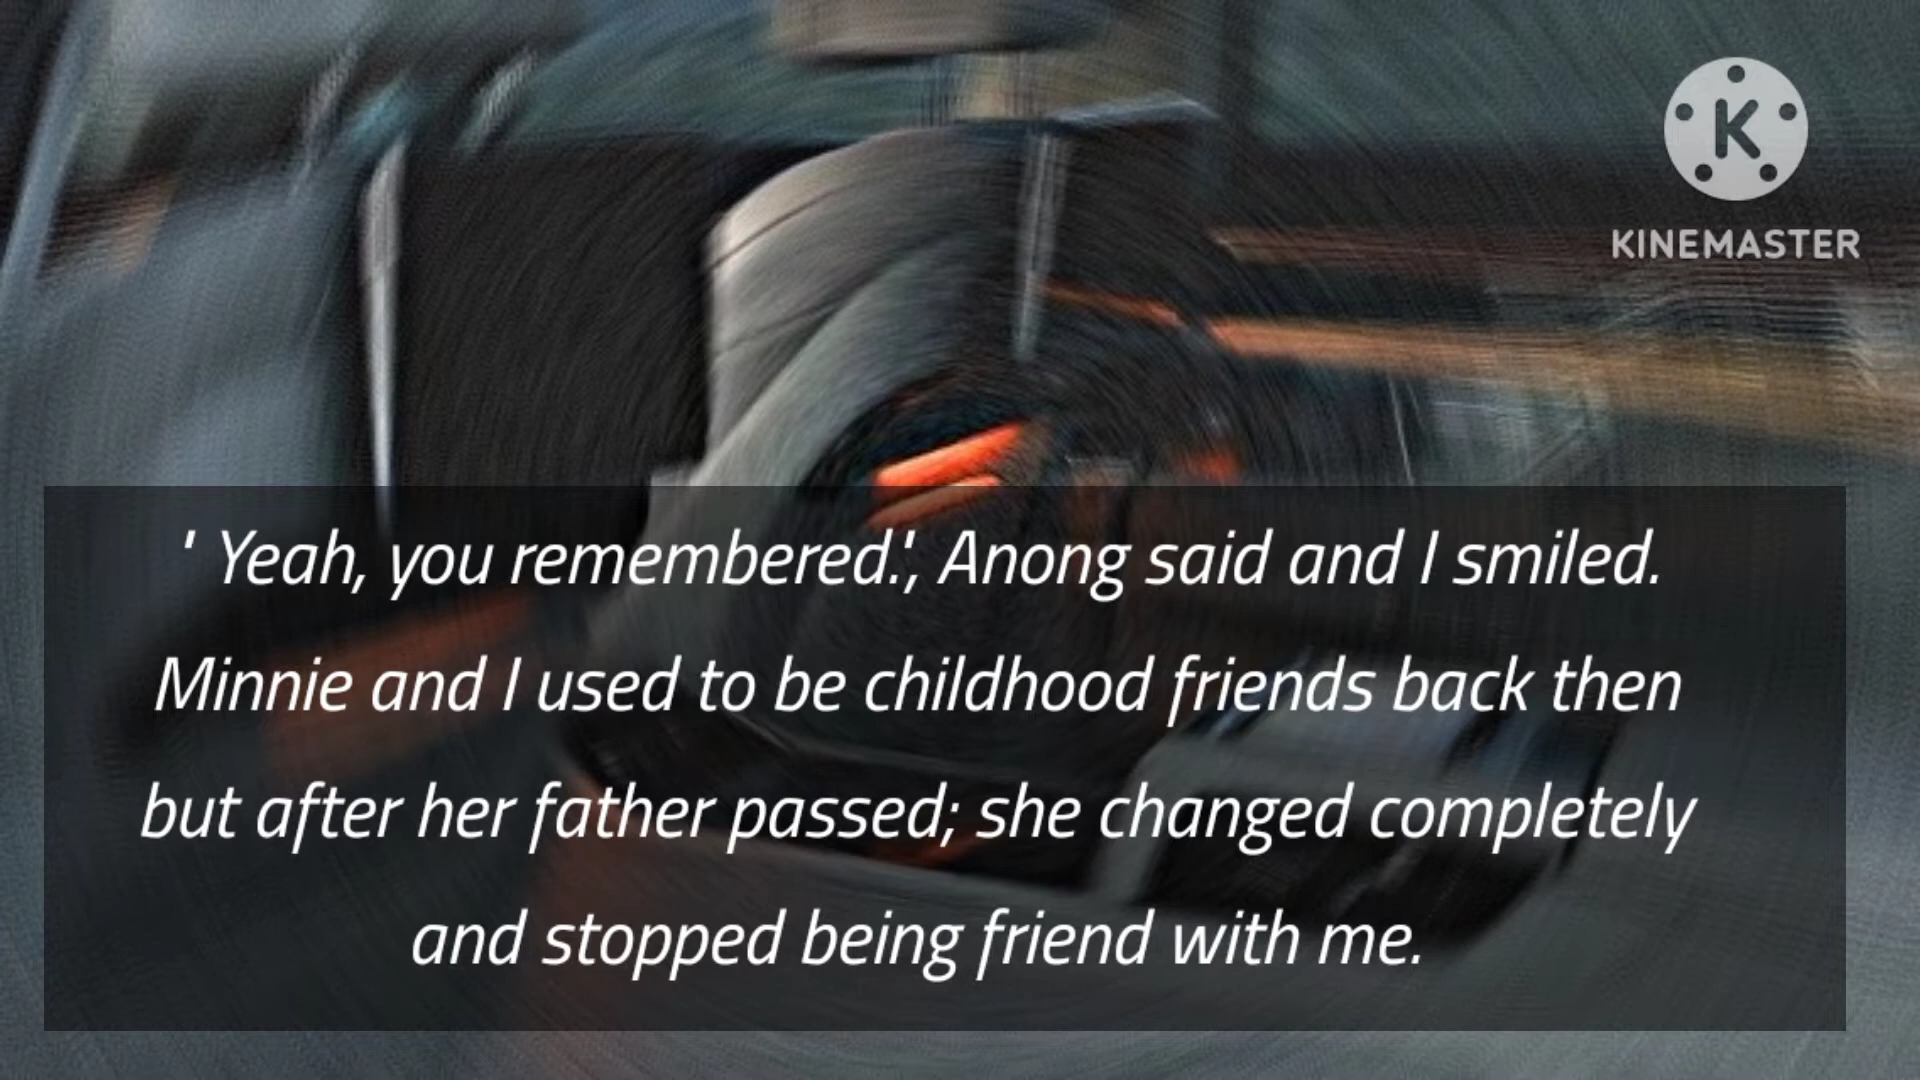 K
KINEMASTER
' Yeah, you remembered.', Anong said and I smiled.
Minnie and I used to be childhood friends back then
but after her father passed; she changed completely
and stopped being friend with me.